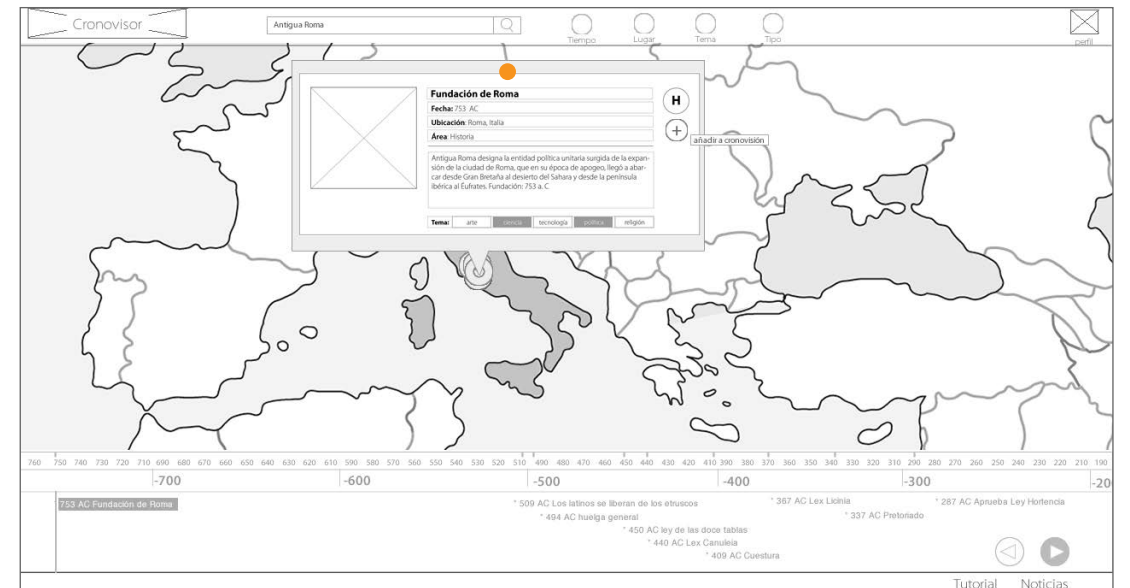 Cronovisor
Antigua Roma
Tiempo
Lugar
Tema
Tipo
perfil
Fundación de Roma
Fecha: 753 AC
Ubicación: Roma, Italia
Área: Historia
H
+
añadir a cronovisión
Antigua Roma designa la entidad política unitaria surgida de la expan-
sión de la ciudad de Roma, que en su época de apogeo, llegó a abar-
car desde Gran Bretaña al desierto del Sahara y desde la península
ibérica al Éufrates. Fundación: 753 a. C.
Tema: arte ciencia tecnología política religión
760 750 740 730 720 710 690 680 670 660 650 640 630 620 610 590 580 570 560 550 540 530 520 510 490 480 470 460 450 440 430 420 410 390 380 370 360 350 340 330 320 310 290 280 270 260 250 240 230 220 210 190
-700 -600 -500 -400 -300 -20
753 AC Fundación de Roma
* 509 AC Los latinos se liberan de los etruscos
* 367 AC Lex Licinia
* 287 AC Aprueba Ley Hortencia
* 494 AC huelga general
* 337 AC Pretoriado
* 450 AC ley de las doce tablas
* 440 AC Lex Canuleia
* 409 AC Cuestura
Tutorial Noticias